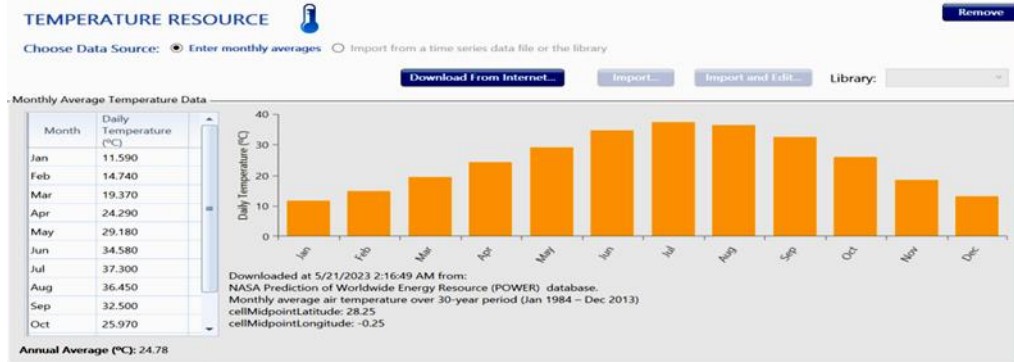 TEMPERATURE RESOURCE
Remove
Choose Data Source: Enter monthly averages Import from a time series data file or the library
Download From Internet... Import... Import and Edit... Library:
Monthly Average Temperature Data
Month Daily Temperature (ºC)
Jan 11.590
Feb 14.740
Mar 19.370
Apr 24.290
May 29.180
Jun 34.580
Jul 37.300
Aug 36.450
Sep 32.500
Oct 25.970
Annual Average (ºC): 24.78
Daily Temperature (ºC)
40
30
20
10
0
Jan Feb Mar Apr May Jun Jul Aug Sep Oct Nov Dec
Downloaded at 5/21/2023 2:16:49 AM from:
NASA Prediction of Worldwide Energy Resource (POWER) database.
Monthly average air temperature over 30-year period (Jan 1984 – Dec 2013)
cellMidpointLatitude: 28.25
cellMidpointLongitude: -0.25